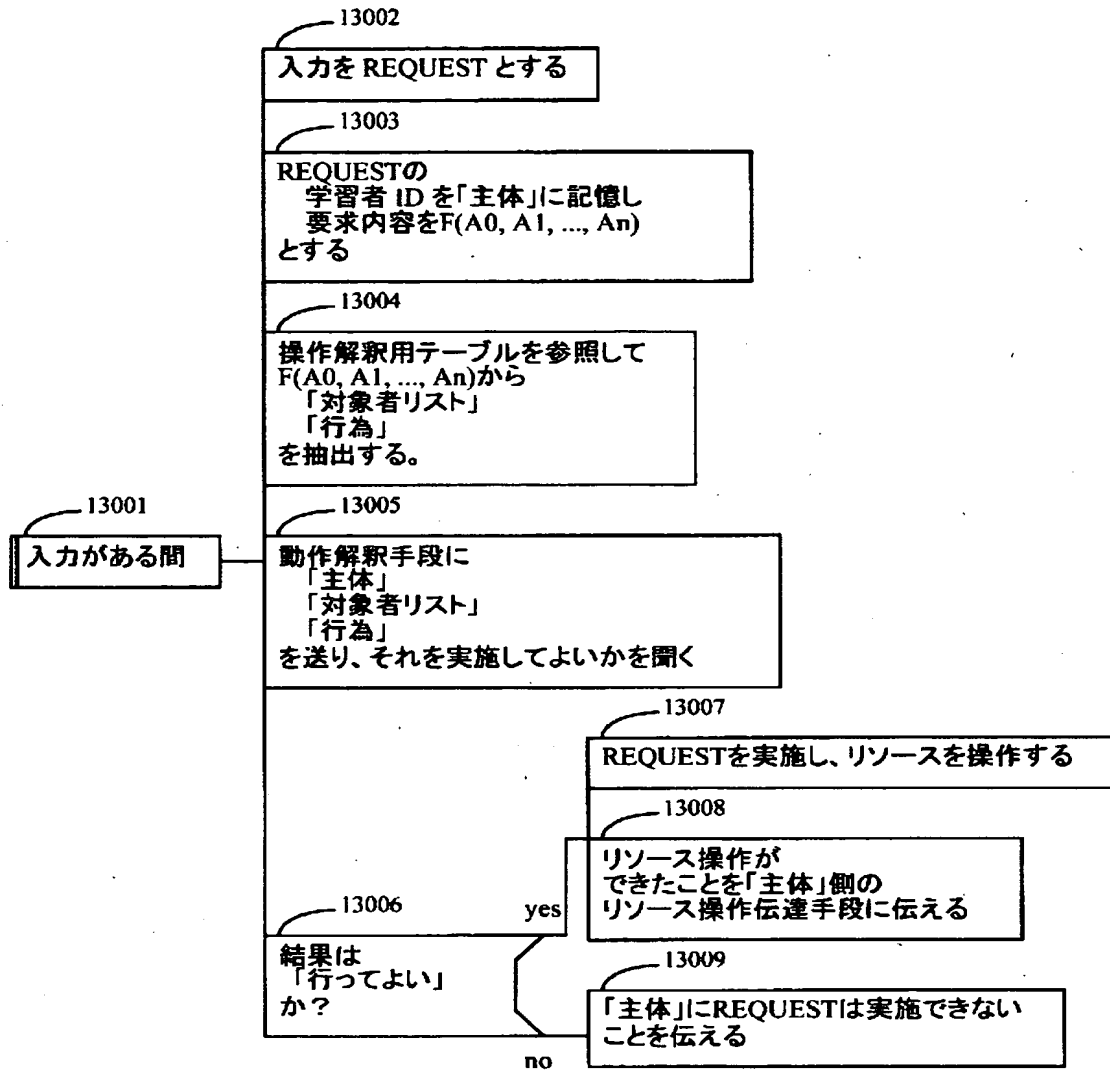 13002
入力を REQUEST とする
13003
REQUESTの
学習者 ID を「主体」に記憶し
要求内容をF(A0, A1, ..., An)
とする
13004
操作解釈用テーブルを参照して
F(A0, A1, ..., An)から
「対象者リスト」
「行為」
を抽出する。
13001
入力がある間
13005
動作解釈手段に
「主体」
「対象者リスト」
「行為」
を送り、それを実施してよいかを聞く
13007
REQUESTを実施し、リソースを操作する
13008
リソース操作が
できたことを「主体」側の
リソース操作伝達手段に伝える
13006
yes
結果は
「行ってよい」
か?
13009
「主体」にREQUESTは実施できない
ことを伝える
no